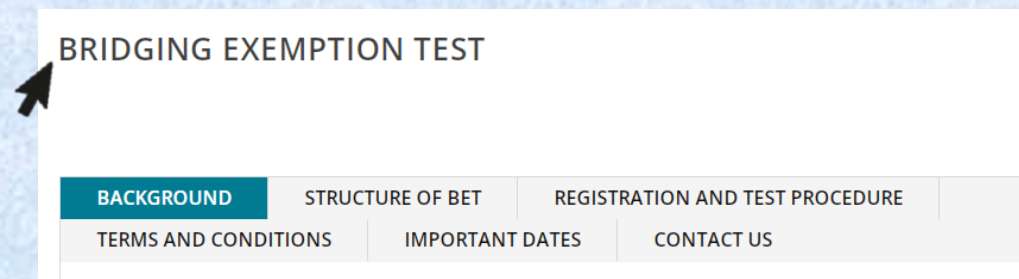 BRIDGING EXEMPTION TEST
BACKGROUND STRUCTURE OF BET REGISTRATION AND TEST PROCEDURE
TERMS AND CONDITIONS IMPORTANT DATES CONTACT US